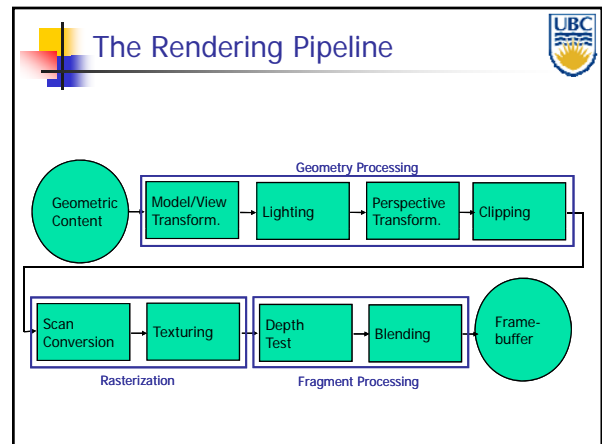 The Rendering Pipeline
UBC
Geometry Processing
Geometric
Content
Model/View
Transform.
Lighting
Perspective
Transform.
Clipping
Scan
Conversion
Texturing
Depth
Test
Blending
Frame-
buffer
Rasterization
Fragment Processing